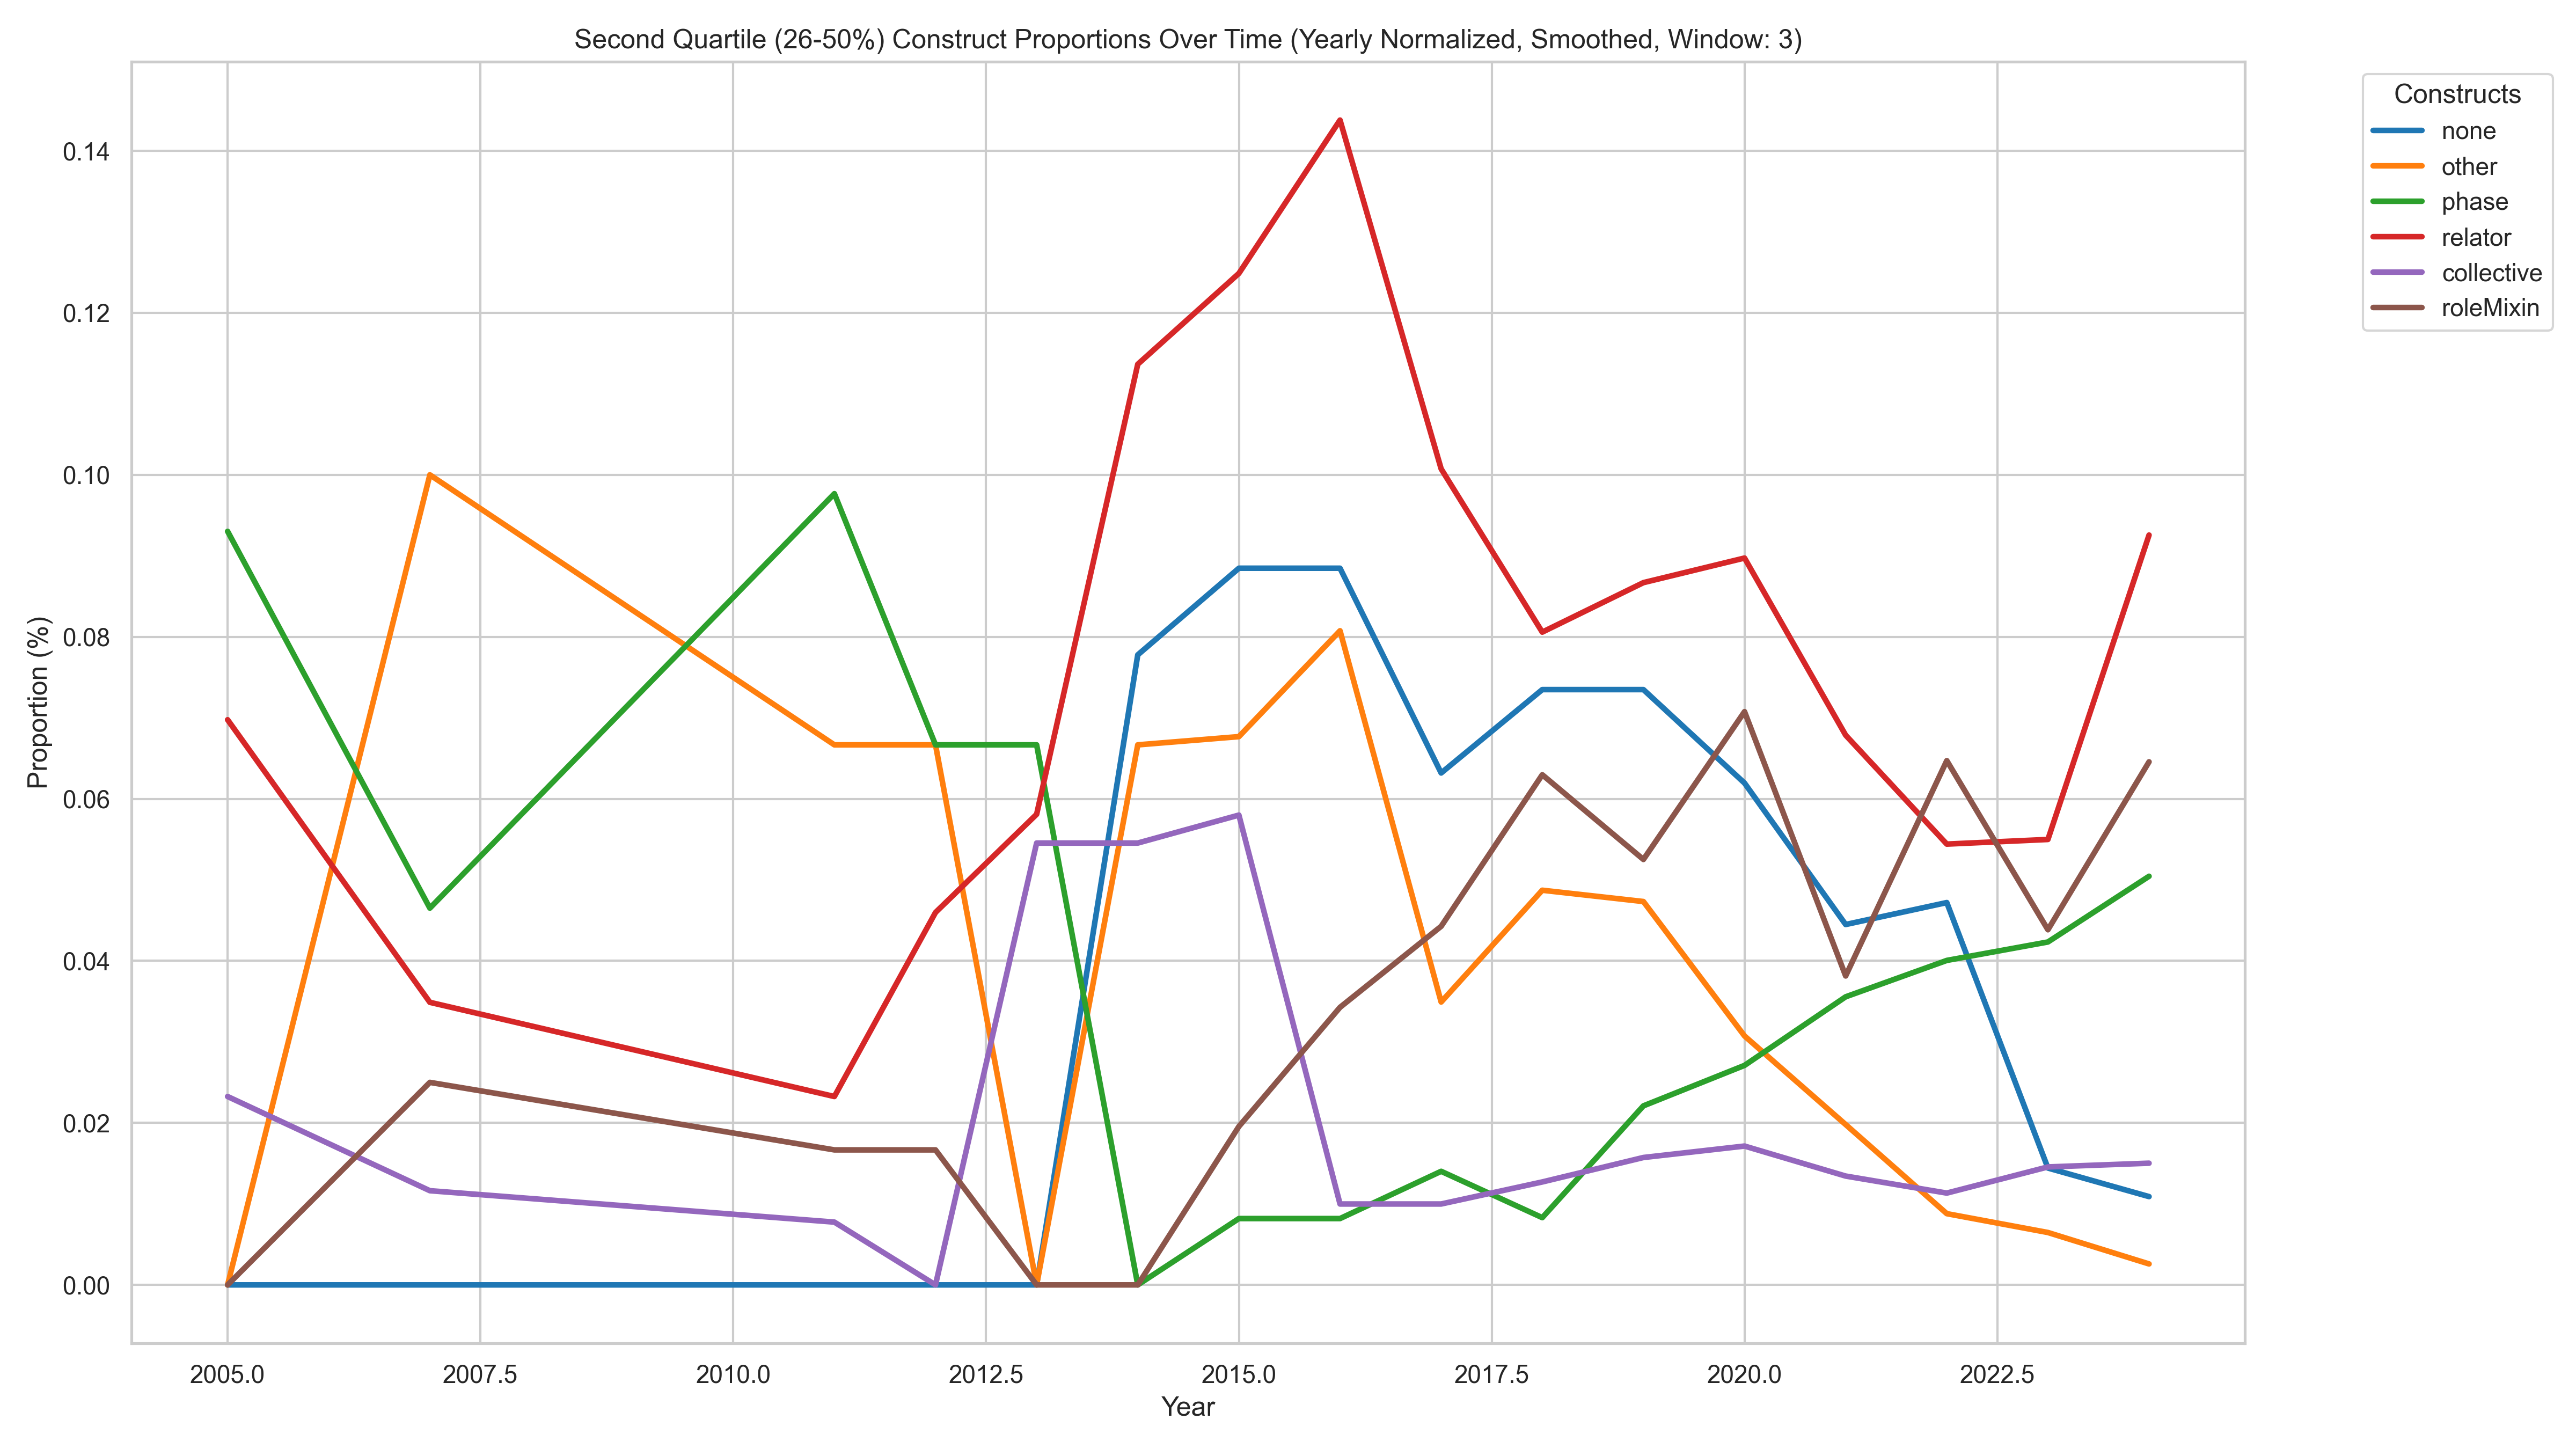 Second Quartile (26-50%) Construct Proportions Over Time (Yearly Normalized, Smoothed, Window: 3)
Constructs
none
other
phase
relator
collective
roleMixin
Proportion (%)
0.14
0.12
0.10
0.08
0.06
0.04
0.02
0.00
2005.0 2007.5 2010.0 2012.5 2015.0 2017.5 2020.0 2022.5
Year